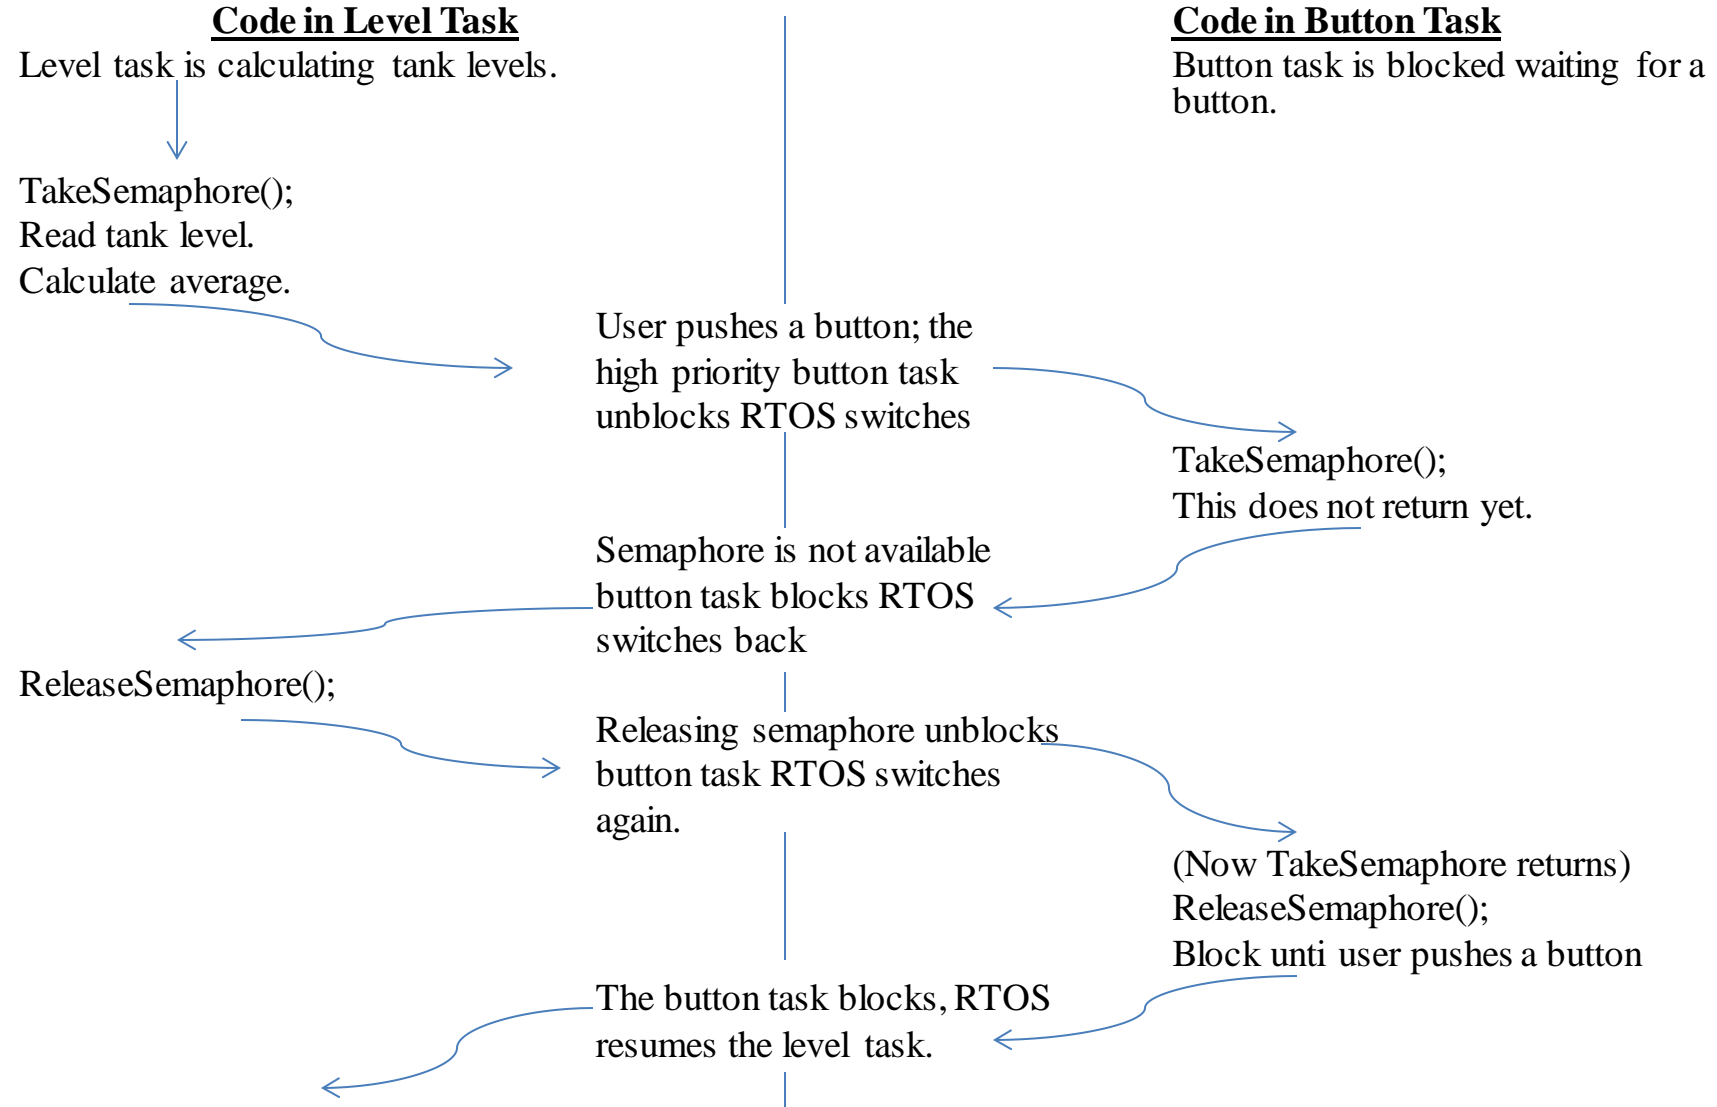 Code in Level Task
Code in Button Task
Level task is calculating tank levels.
Button task is blocked waiting for a
button.
TakeSemaphore();
Read tank level.
Calculate average.
User pushes a button; the
high priority button task
unblocks RTOS switches
TakeSemaphore();
This does not return yet.
Semaphore is not available
button task blocks RTOS
switches back
ReleaseSemaphore();
Releasing semaphore unblocks
button task RTOS switches
again.
(Now TakeSemaphore returns)
ReleaseSemaphore();
Block unti user pushes a button
The button task blocks, RTOS
resumes the level task.